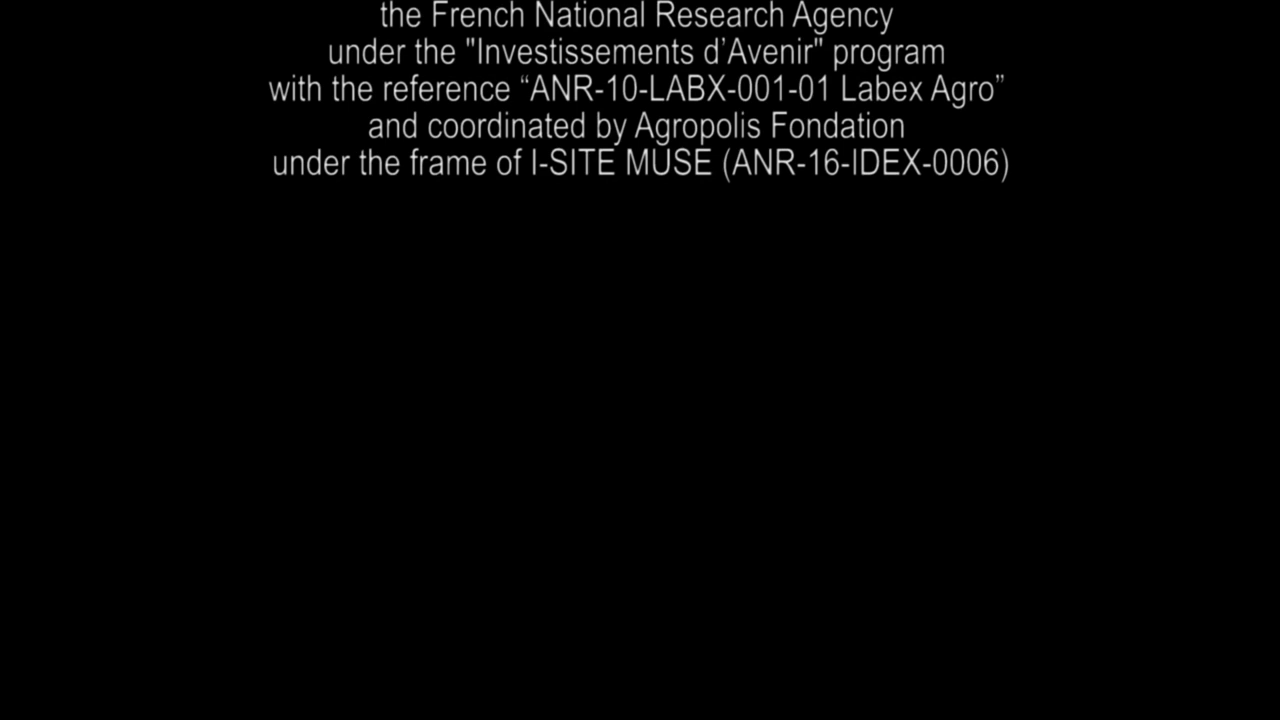 the French National Research Agency
under the "Investissements d’Avenir" program
with the reference “ANR-10-LABX-001-01 Labex Agro”
and coordinated by Agropolis Fondation
under the frame of I-SITE MUSE (ANR-16-IDEX-0006)